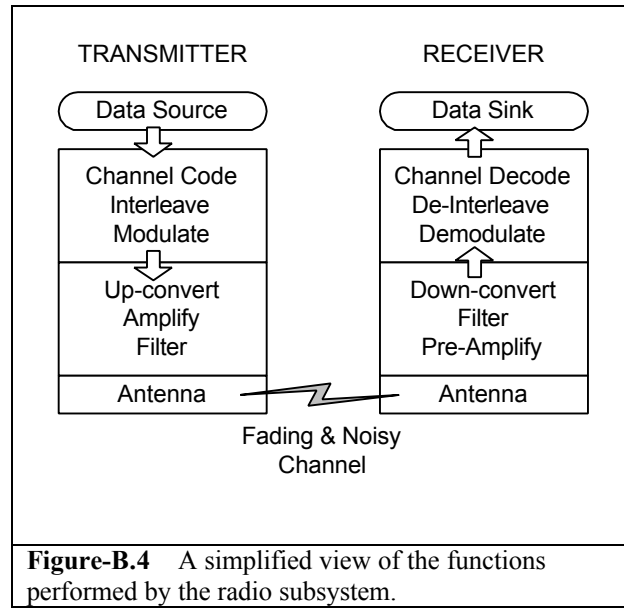 TRANSMITTER
RECEIVER
Data Source
Data Sink
Channel Code
Interleave
Modulate
Channel Decode
De-Interleave
Demodulate
Up-convert
Amplify
Filter
Down-convert
Filter
Pre-Amplify
Antenna
Antenna
Fading & Noisy
Channel
Figure-B.4 A simplified view of the functions
performed by the radio subsystem.